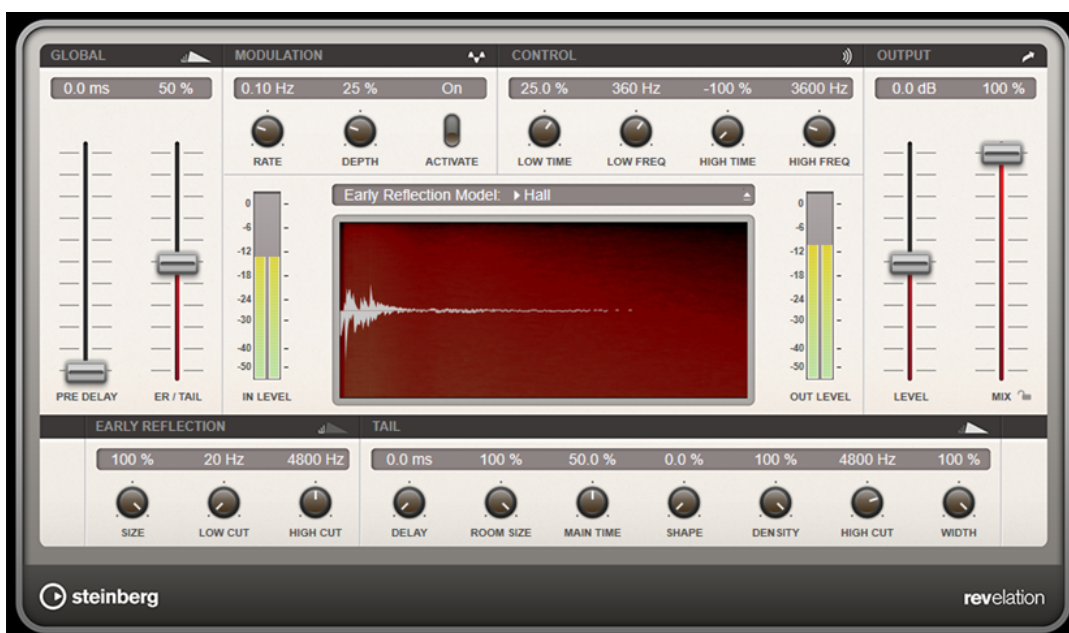 GLOBAL MODULATION CONTROL OUTPUT
0.0 ms 50 % 0.10 Hz 25 % On 25.0 % 360 Hz -100 % 3600 Hz 0.0 dB 100 %
RATE DEPTH ACTIVATE LOW TIME LOW FREQ HIGH TIME HIGH FREQ
Early Reflection Model: Hall
0 0
-6 -6
-12 -12
-18 -18
-24 -24
-30 -30
-40 -40
-50 -50
PRE DELAY ER / TAIL IN LEVEL OUT LEVEL LEVEL MIX
EARLY REFLECTION TAIL
100 % 20 Hz 4800 Hz 0.0 ms 100 % 50.0 % 0.0 % 100 % 4800 Hz 100 %
SIZE LOW CUT HIGH CUT DELAY ROOM SIZE MAIN TIME SHAPE DENSITY HIGH CUT WIDTH
steinberg revelation